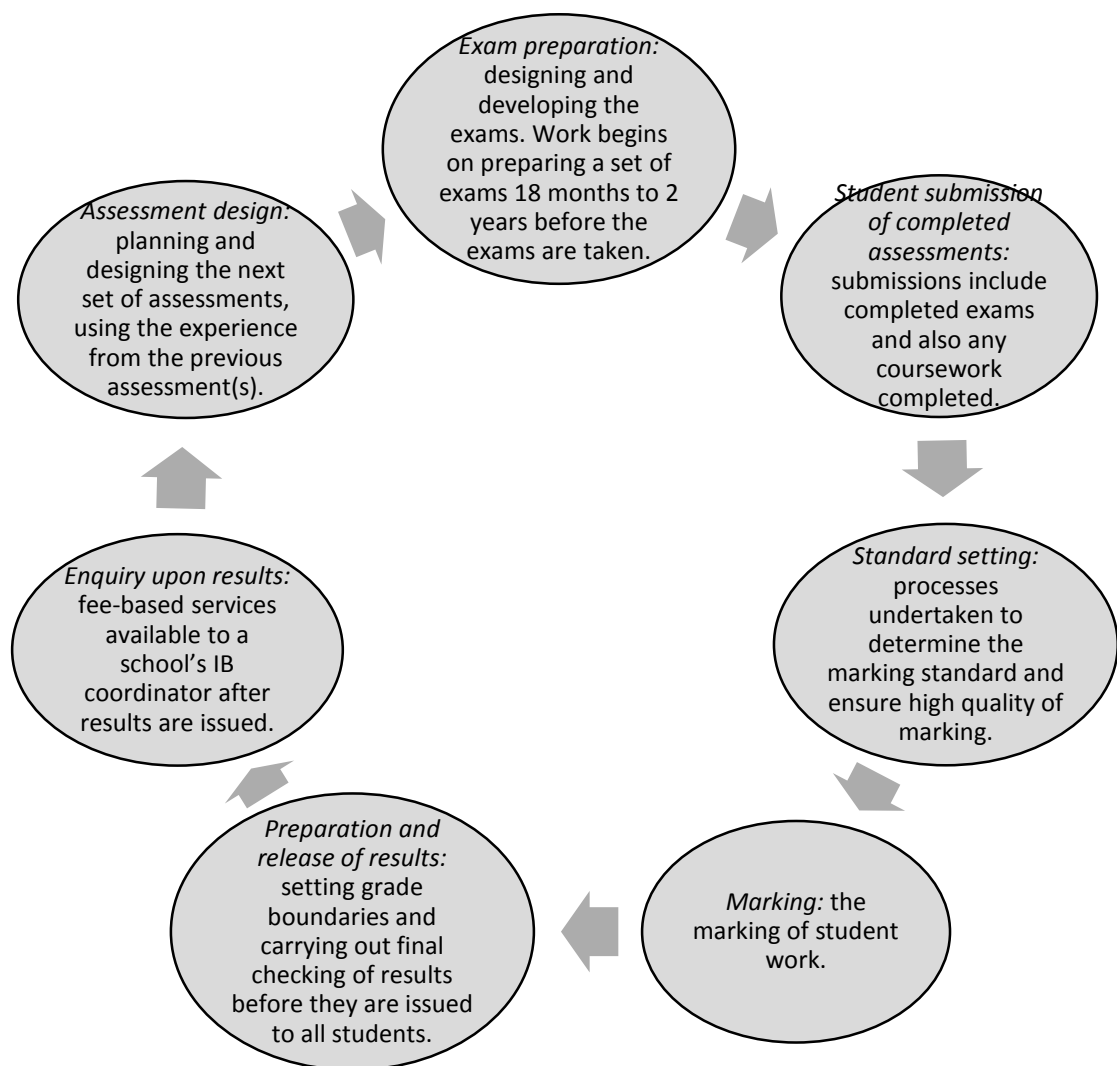 Exam preparation:
designing and
developing the
exams. Work begins
on preparing a set of
exams 18 months to 2
years before the
exams are taken.
Student submission
of completed
assessments:
submissions include
completed exams
and also any
coursework
completed.
Standard setting:
processes
undertaken to
determine the
marking standard and
ensure high quality of
marking.
Marking: the
marking of student
work.
Preparation and
release of results:
setting grade
boundaries and
carrying out final
checking of results
before they are issued
to all students.
Enquiry upon results:
fee-based services
available to a
school’s IB
coordinator after
results are issued.
Assessment design:
planning and
designing the next
set of assessments,
using the experience
from the previous
assessment(s).